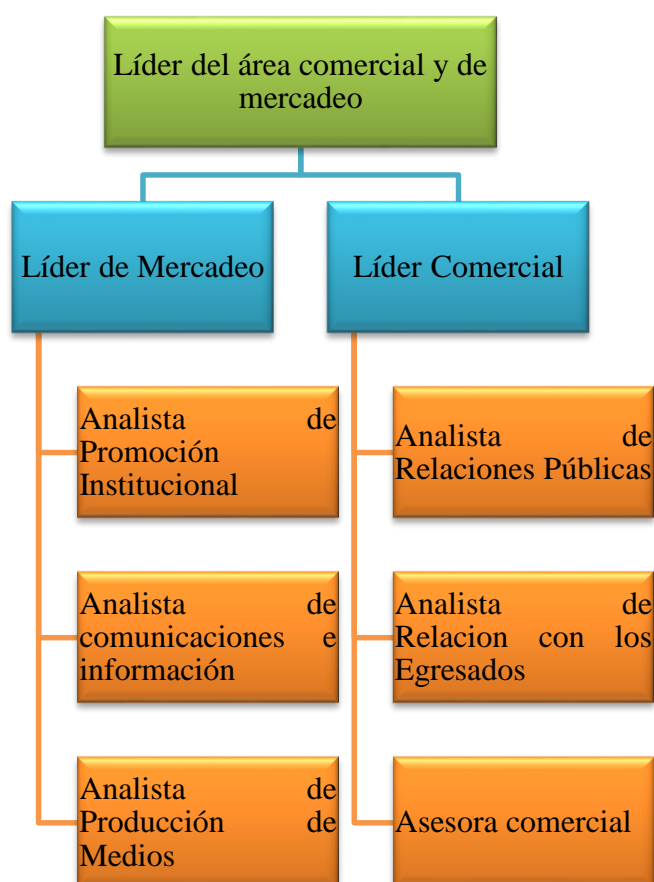 Líder del área comercial y de
mercadeo
Líder de Mercadeo
Líder Comercial
Analista de
Promoción
Institucional
Analista de
comunicaciones e
información
Analista de
Producción de
Medios
Analista de
Relaciones Públicas
Analista de
Relacion con los
Egresados
Asesora comercial